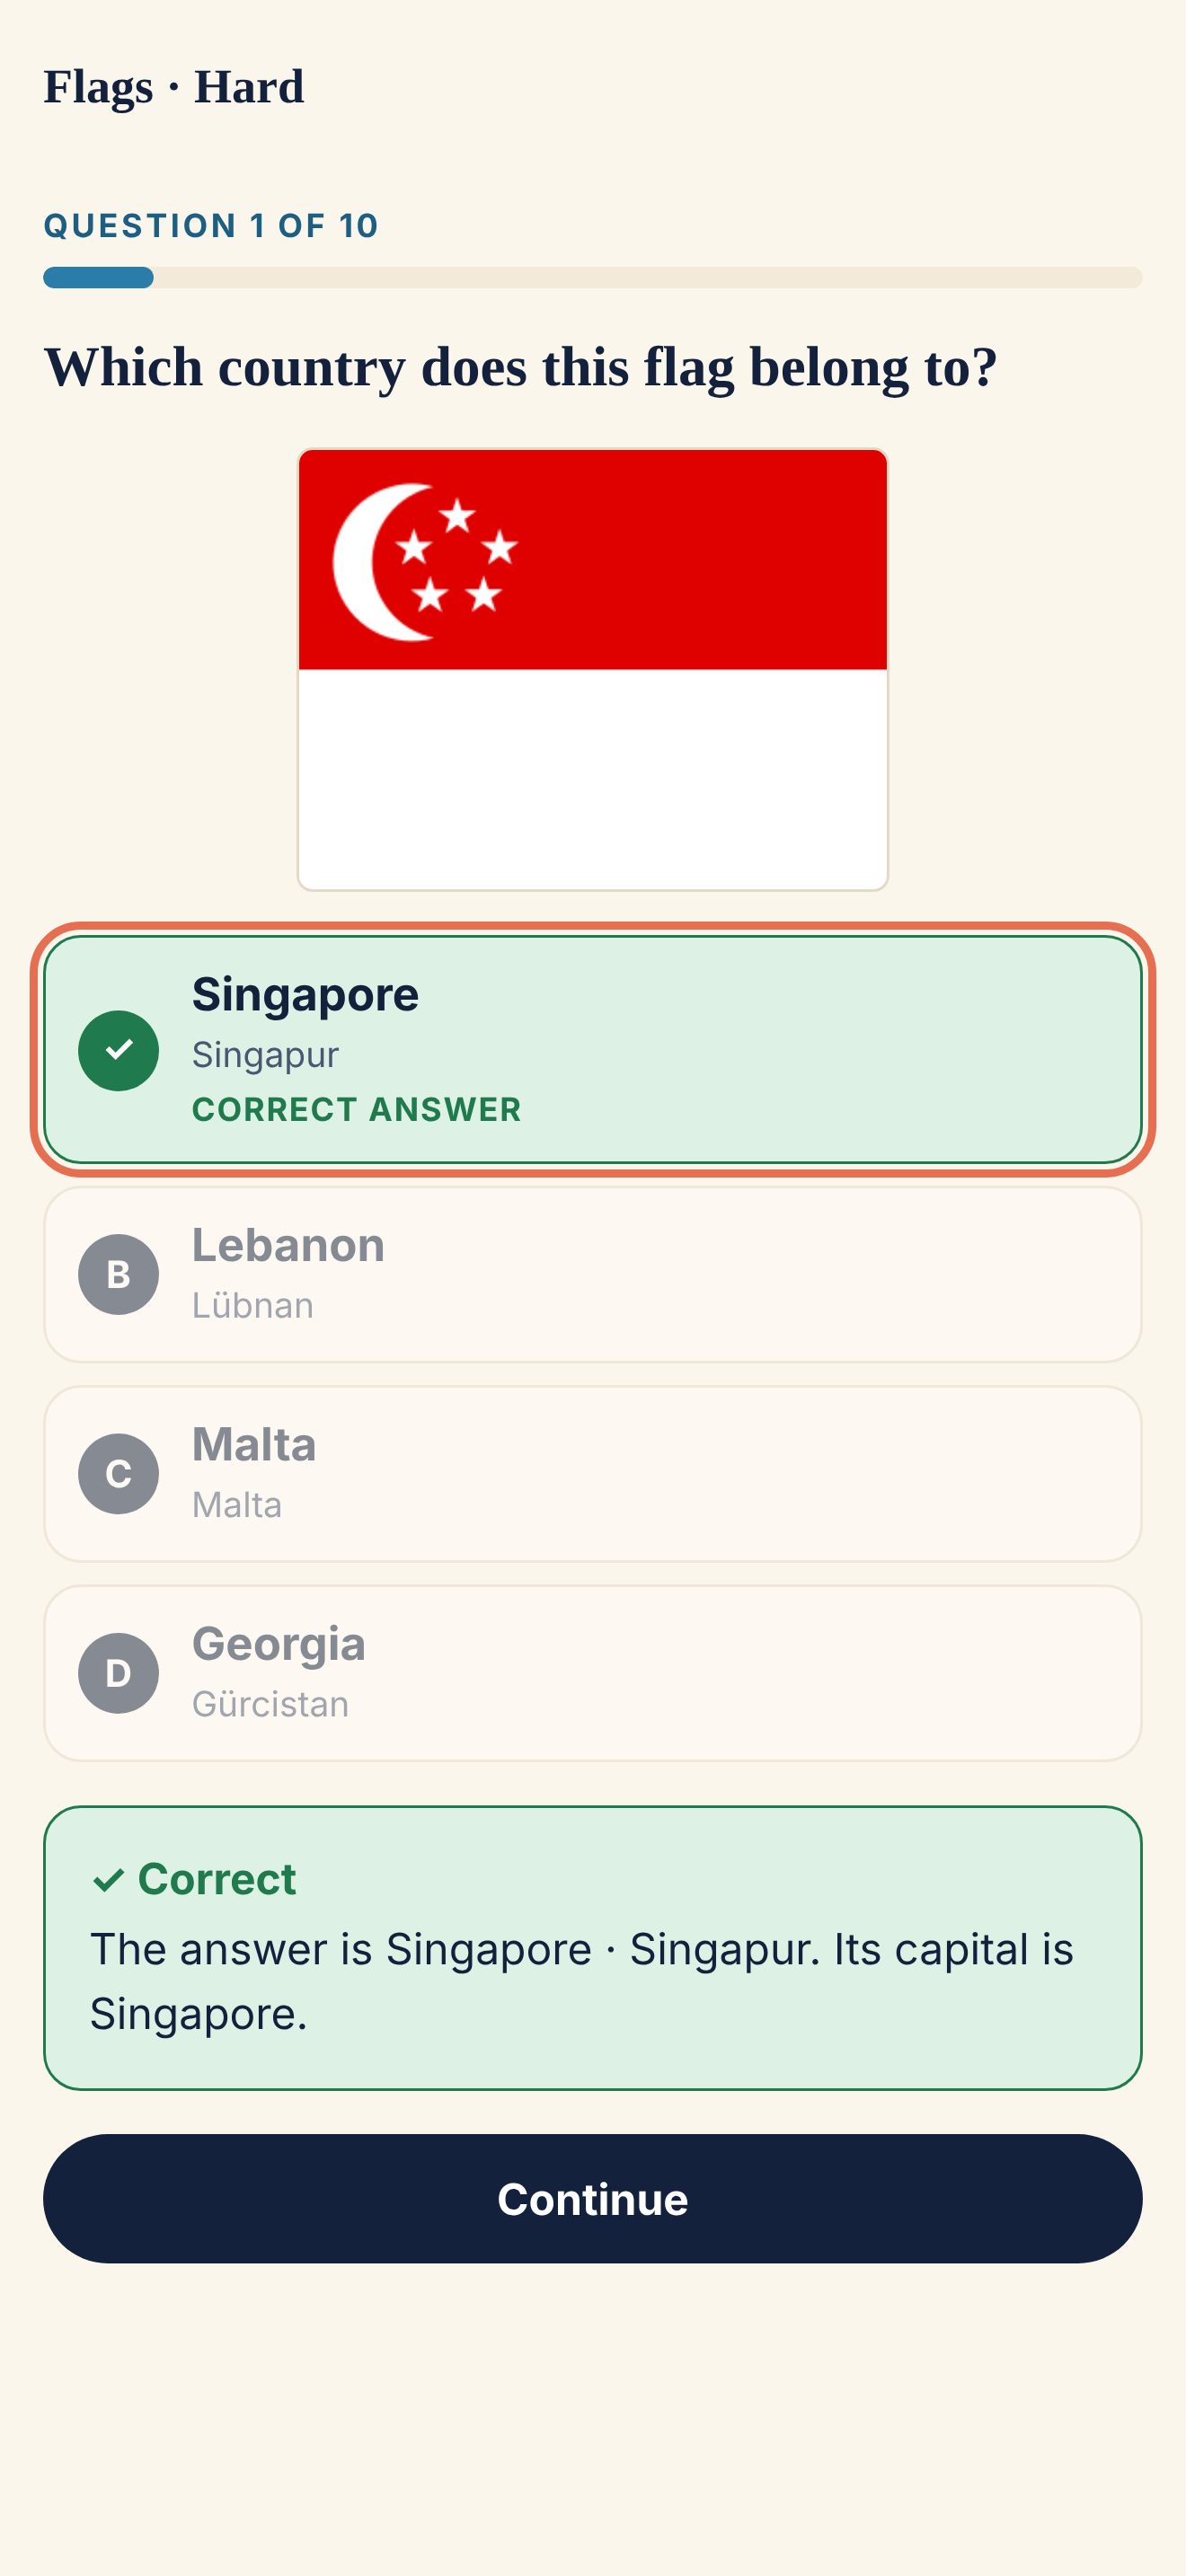 Flags · Hard
QUESTION 1 OF 10
Which country does this flag belong to?
✓ Singapore
Singapur
CORRECT ANSWER
B Lebanon
Lübnan
C Malta
Malta
D Georgia
Gürcistan
✓ Correct
The answer is Singapore · Singapur. Its capital is
Singapore.
Continue